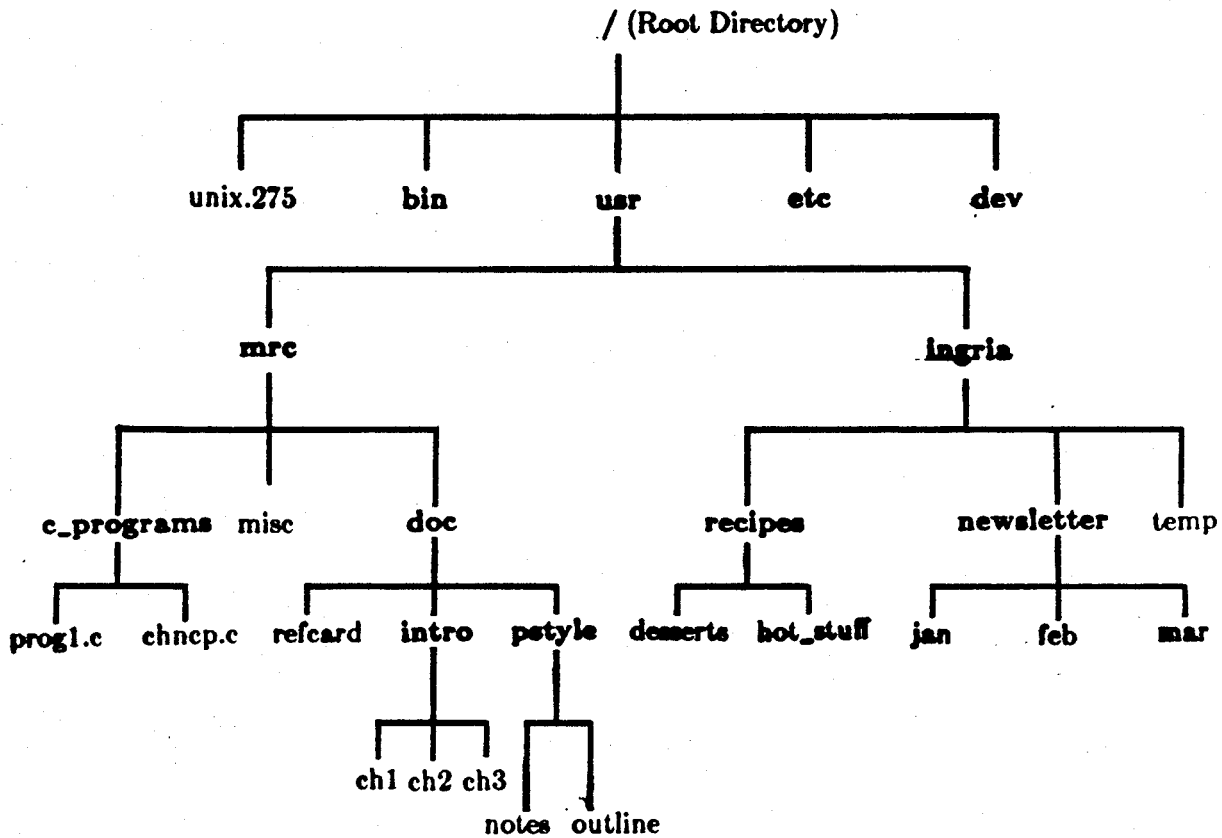 / (Root Directory)
unix.275 bin usr etc dev
mrc ingria
c_programs misc doc recipes newsletter temp
prog1.c chncp.c refcard intro pstyle desserts hot_stuff jan feb mar
ch1 ch2 ch3
notes outline